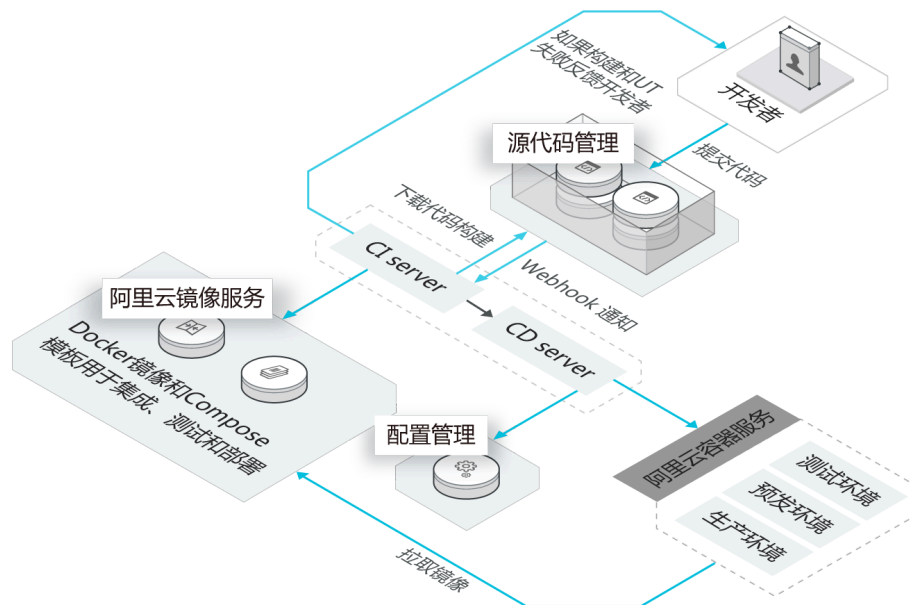 如果构建和UT
失败反馈开发者
开发者
源代码管理
提交代码
下载代码构建
CI server
Webhook 通知
阿里云镜像服务
CD server
Docker镜像和Compose
模板用于集成、测试和部署
配置管理
阿里云容器服务
测试环境
预发环境
生产环境
拉取镜像